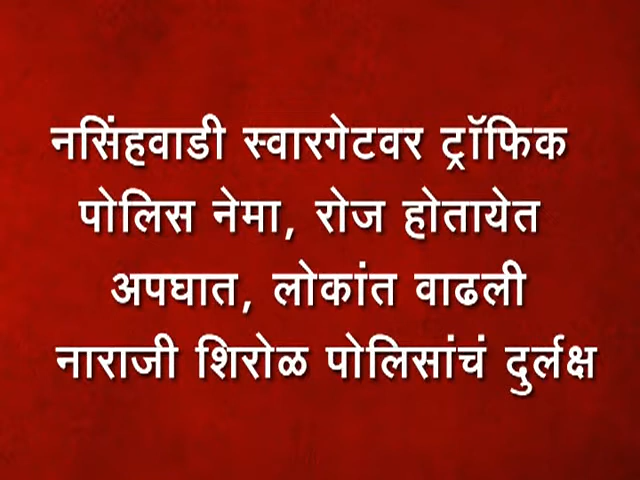 नसिंहवाडी स्वारगेटवर ट्रॉफिक
पोलिस नेमा, रोज होतायेत
अपघात, लोकांत वाढली
नाराजी शिरोळ पोलिसांचं दुर्लक्ष